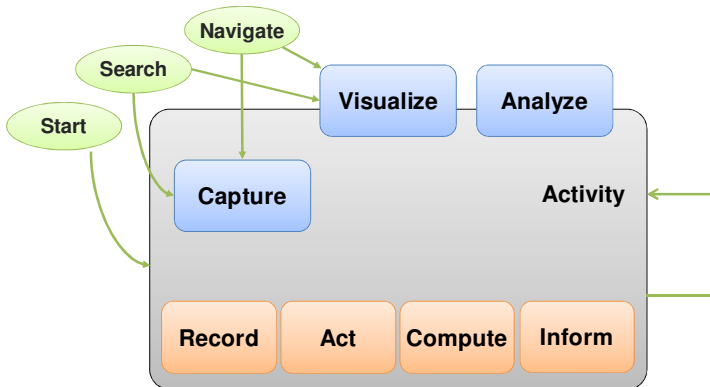 Navigate
Search
Visualize
Analyze
Start
Capture
Activity
Record
Act
Compute
Inform